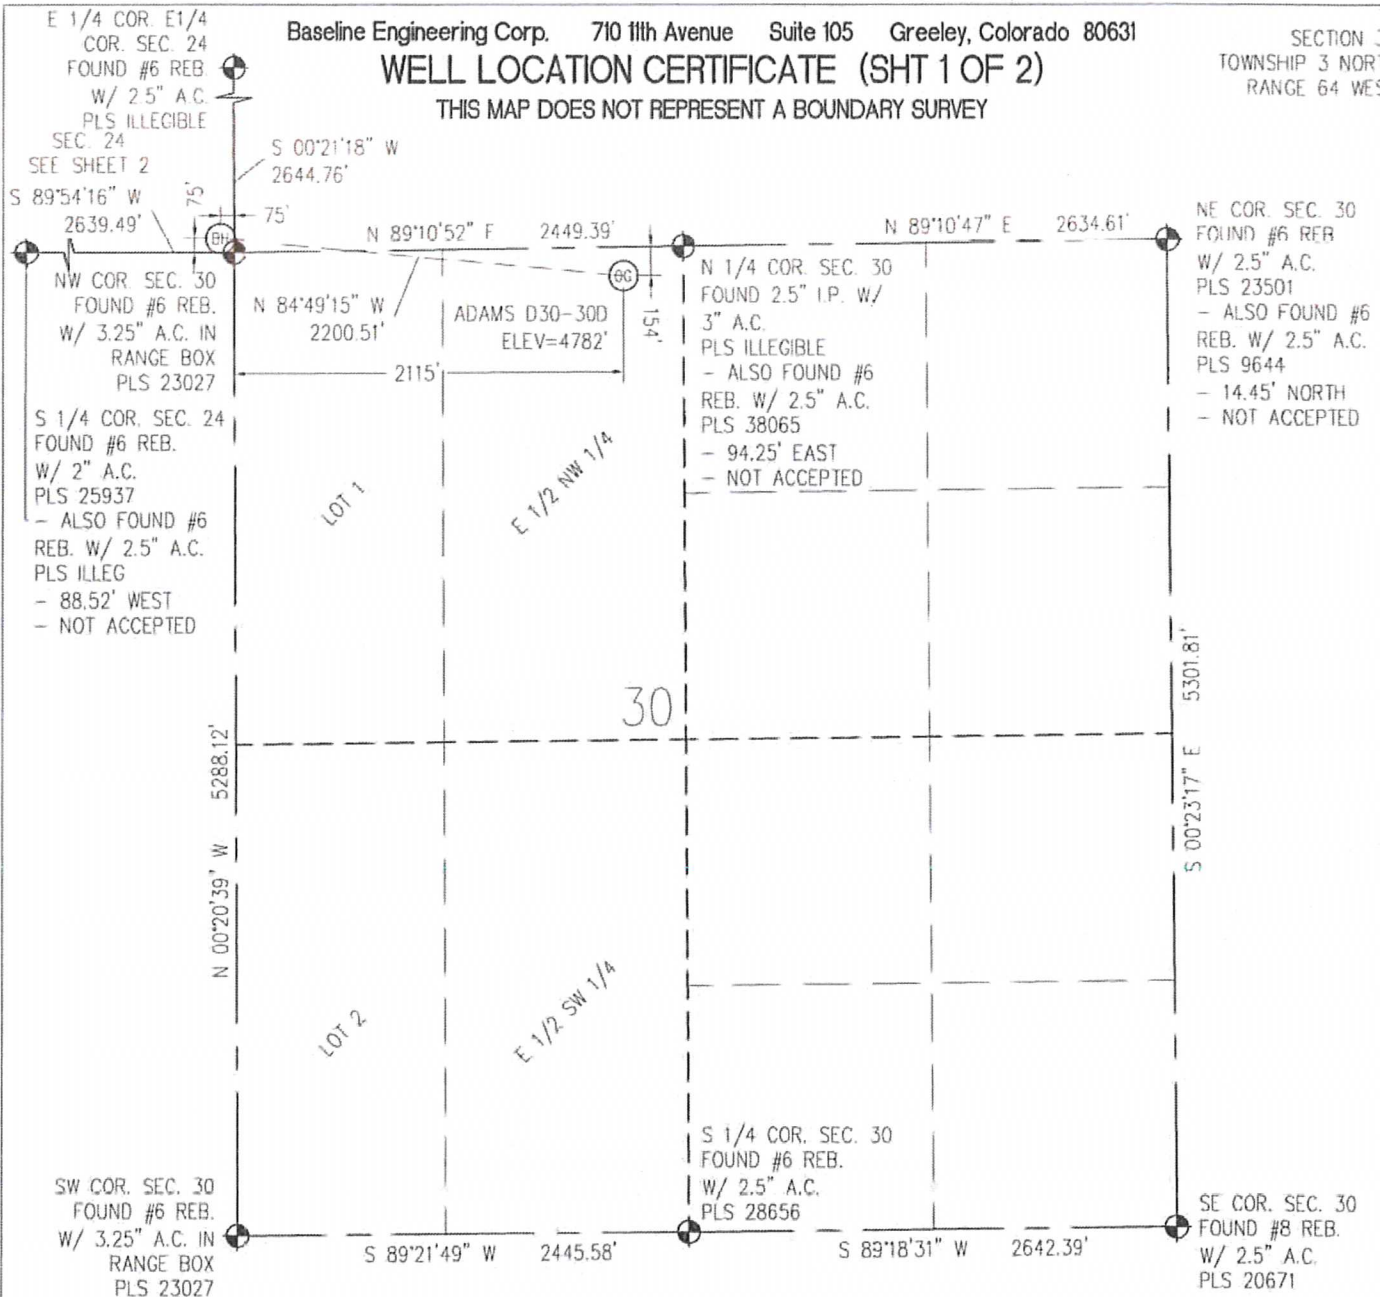 Baseline Engineering Corp. 710 11th Avenue Suite 105 Greeley, Colorado 80631
WELL LOCATION CERTIFICATE (SHT 1 OF 2)
THIS MAP DOES NOT REPRESENT A BOUNDARY SURVEY
SECTION
TOWNSHIP 3
RANGE 64
E 1/4 COR. E1/4
COR. SEC. 24
FOUND #6 REB.
W/ 2.5" A.C.
PLS ILLEGIBLE
SEC. 24
SEE SHEET 2
S 89°54'16" W
2639.49'
75'
75'
S 00°21'18" W
2644.76'
BH
N 89°10'52" E 2449.39'
N 89°10'47" E 2634.61'
NE COR. SEC. 30
FOUND #6 REB
W/ 2.5" A.C.
PLS 23501
- ALSO FOUND #6
REB. W/ 2.5" A.C.
PLS 9644
- 14.45' NORTH
- NOT ACCEPTED
NW COR. SEC. 30
FOUND #6 REB.
W/ 3.25" A.C. IN
RANGE BOX
PLS 23027
N 84°49'15" W
2200.51'
ADAMS D30-30D
ELEV=4782'
154'
2115'
N 1/4 COR. SEC. 30
FOUND 2.5" I.P. W/
3" A.C.
PLS ILLEGIBLE
- ALSO FOUND #6
REB. W/ 2.5" A.C.
PLS 38065
- 94.25' EAST
- NOT ACCEPTED
S 1/4 COR. SEC. 24
FOUND #6 REB.
W/ 2" A.C.
PLS 25937
- ALSO FOUND #6
REB. W/ 2.5" A.C.
PLS ILLEG
- 88.52' WEST
- NOT ACCEPTED
LOT 1
E 1/2 NW 1/4
30
N 00°20'39" W 5288.12'
S 00°23'17" E 5301.81'
LOT 2
E 1/2 SW 1/4
S 1/4 COR. SEC. 30
FOUND #6 REB.
W/ 2.5" A.C.
PLS 28656
SW COR. SEC. 30
FOUND #6 REB.
W/ 3.25" A.C. IN
RANGE BOX
PLS 23027
S 89°21'49" W 2445.58'
S 89°18'31" W 2642.39'
SE COR. SEC. 30
FOUND #8 REB.
W/ 2.5" A.C.
PLS 20671